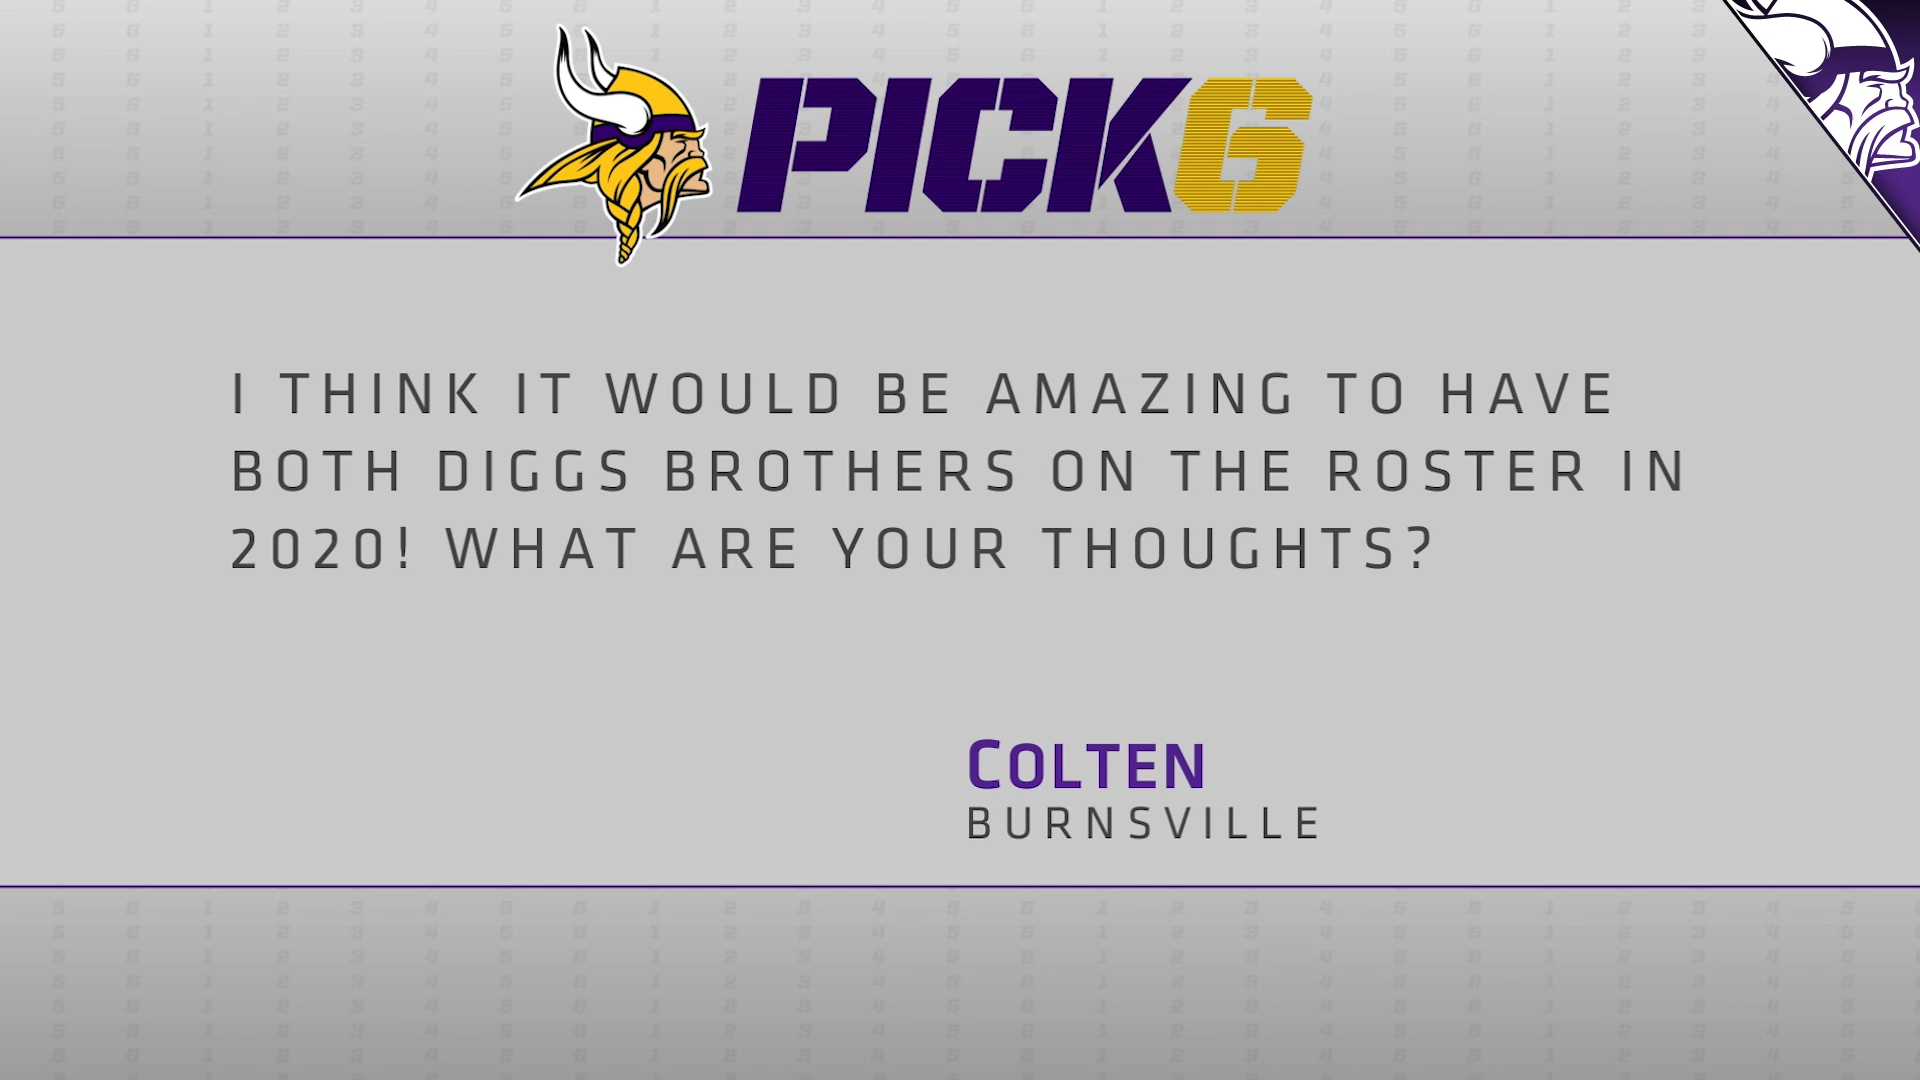 PICK6
I THINK IT WOULD BE AMAZING TO HAVE
BOTH DIGGS BROTHERS ON THE ROSTER IN
2020! WHAT ARE YOUR THOUGHTS?
COLTEN
BURNSVILLE